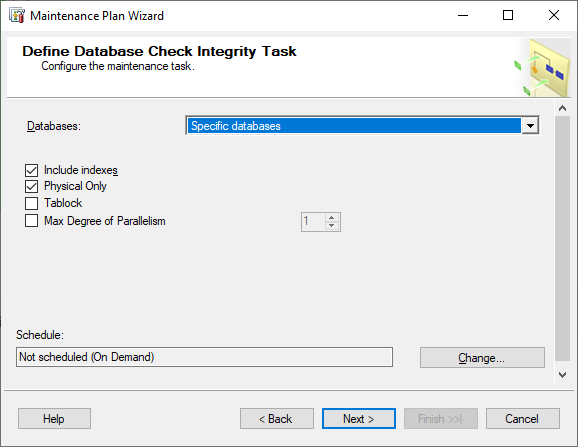 Maintenance Plan Wizard
Define Database Check Integrity Task
Configure the maintenance task.
Databases: Specific databases
Include indexes
Physical Only
Tablock
Max Degree of Parallelism 1
Schedule:
Not scheduled (On Demand) Change...
Help < Back Next > Finish >>| Cancel